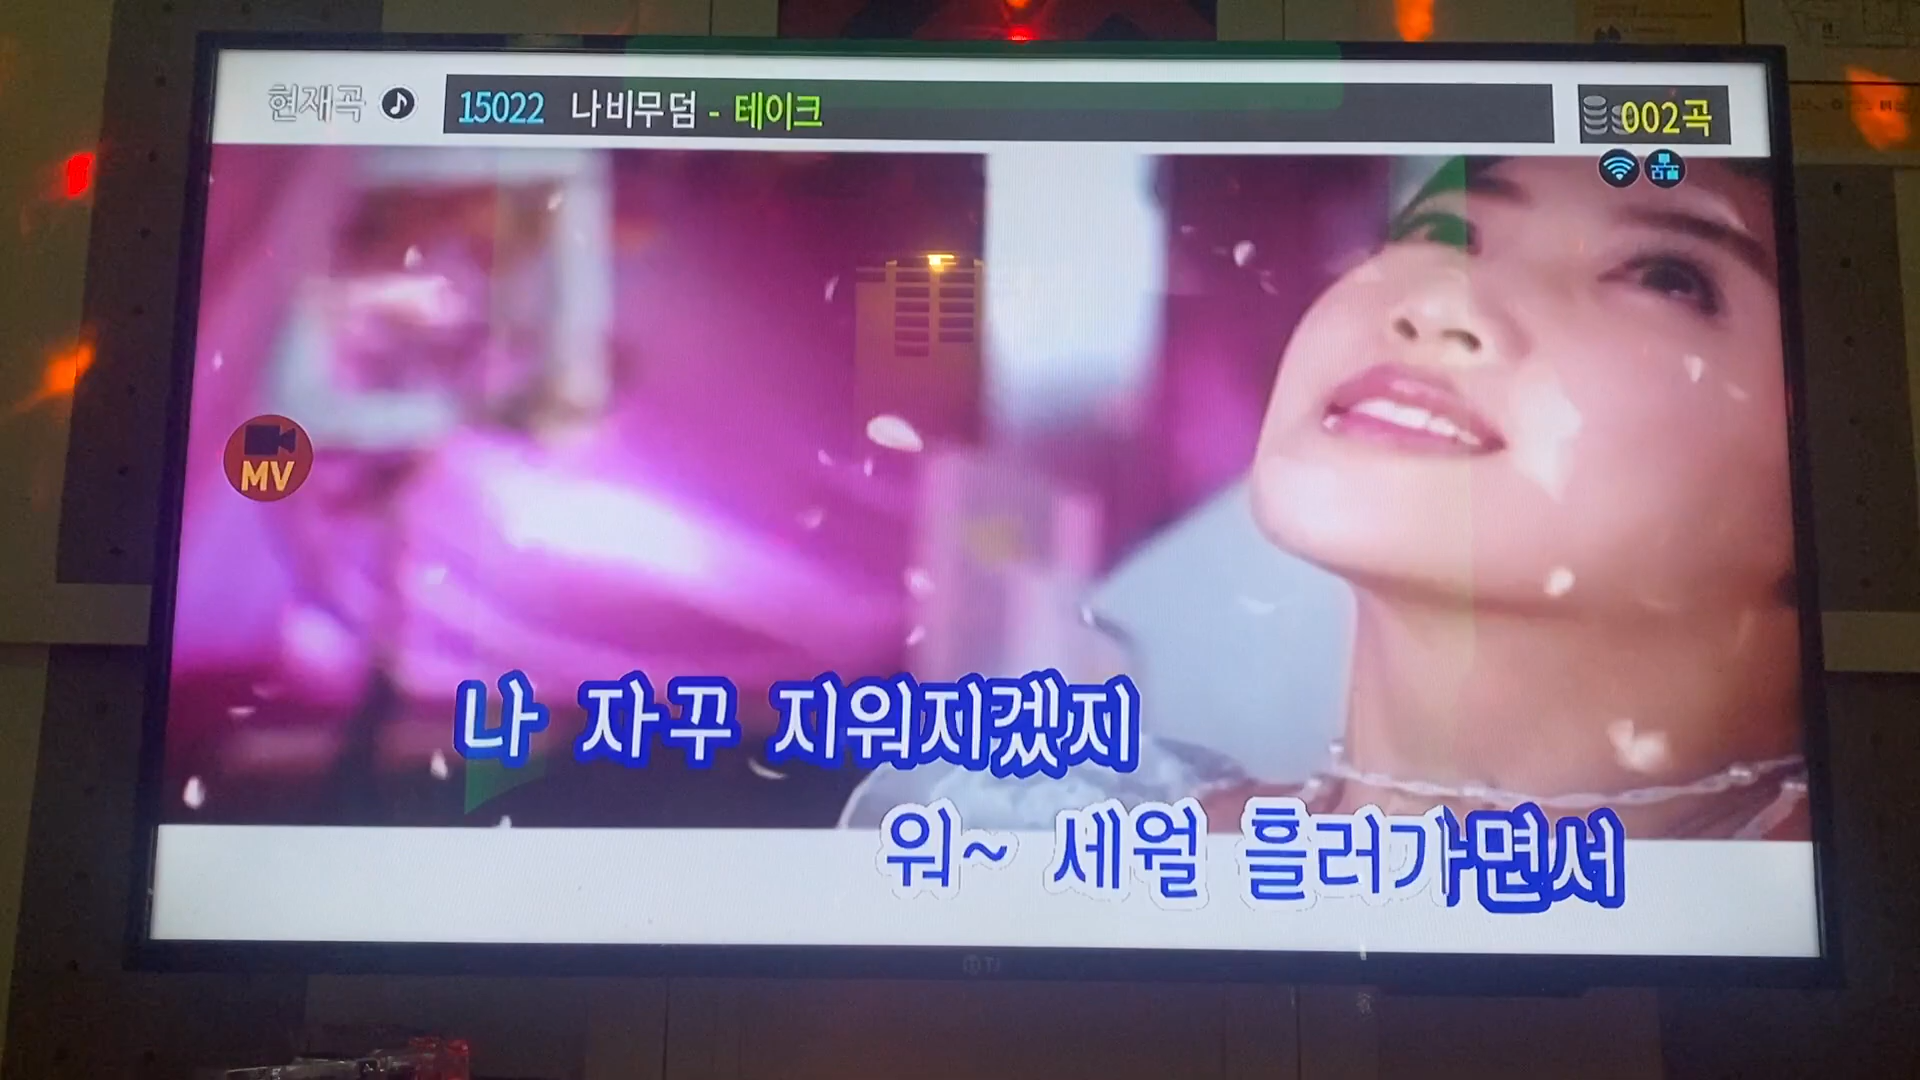 현재곡 15022 나비무덤 - 테이크 002곡
MV
나 자꾸 지워지겠지
워~ 세월 흘러가면서
TJ